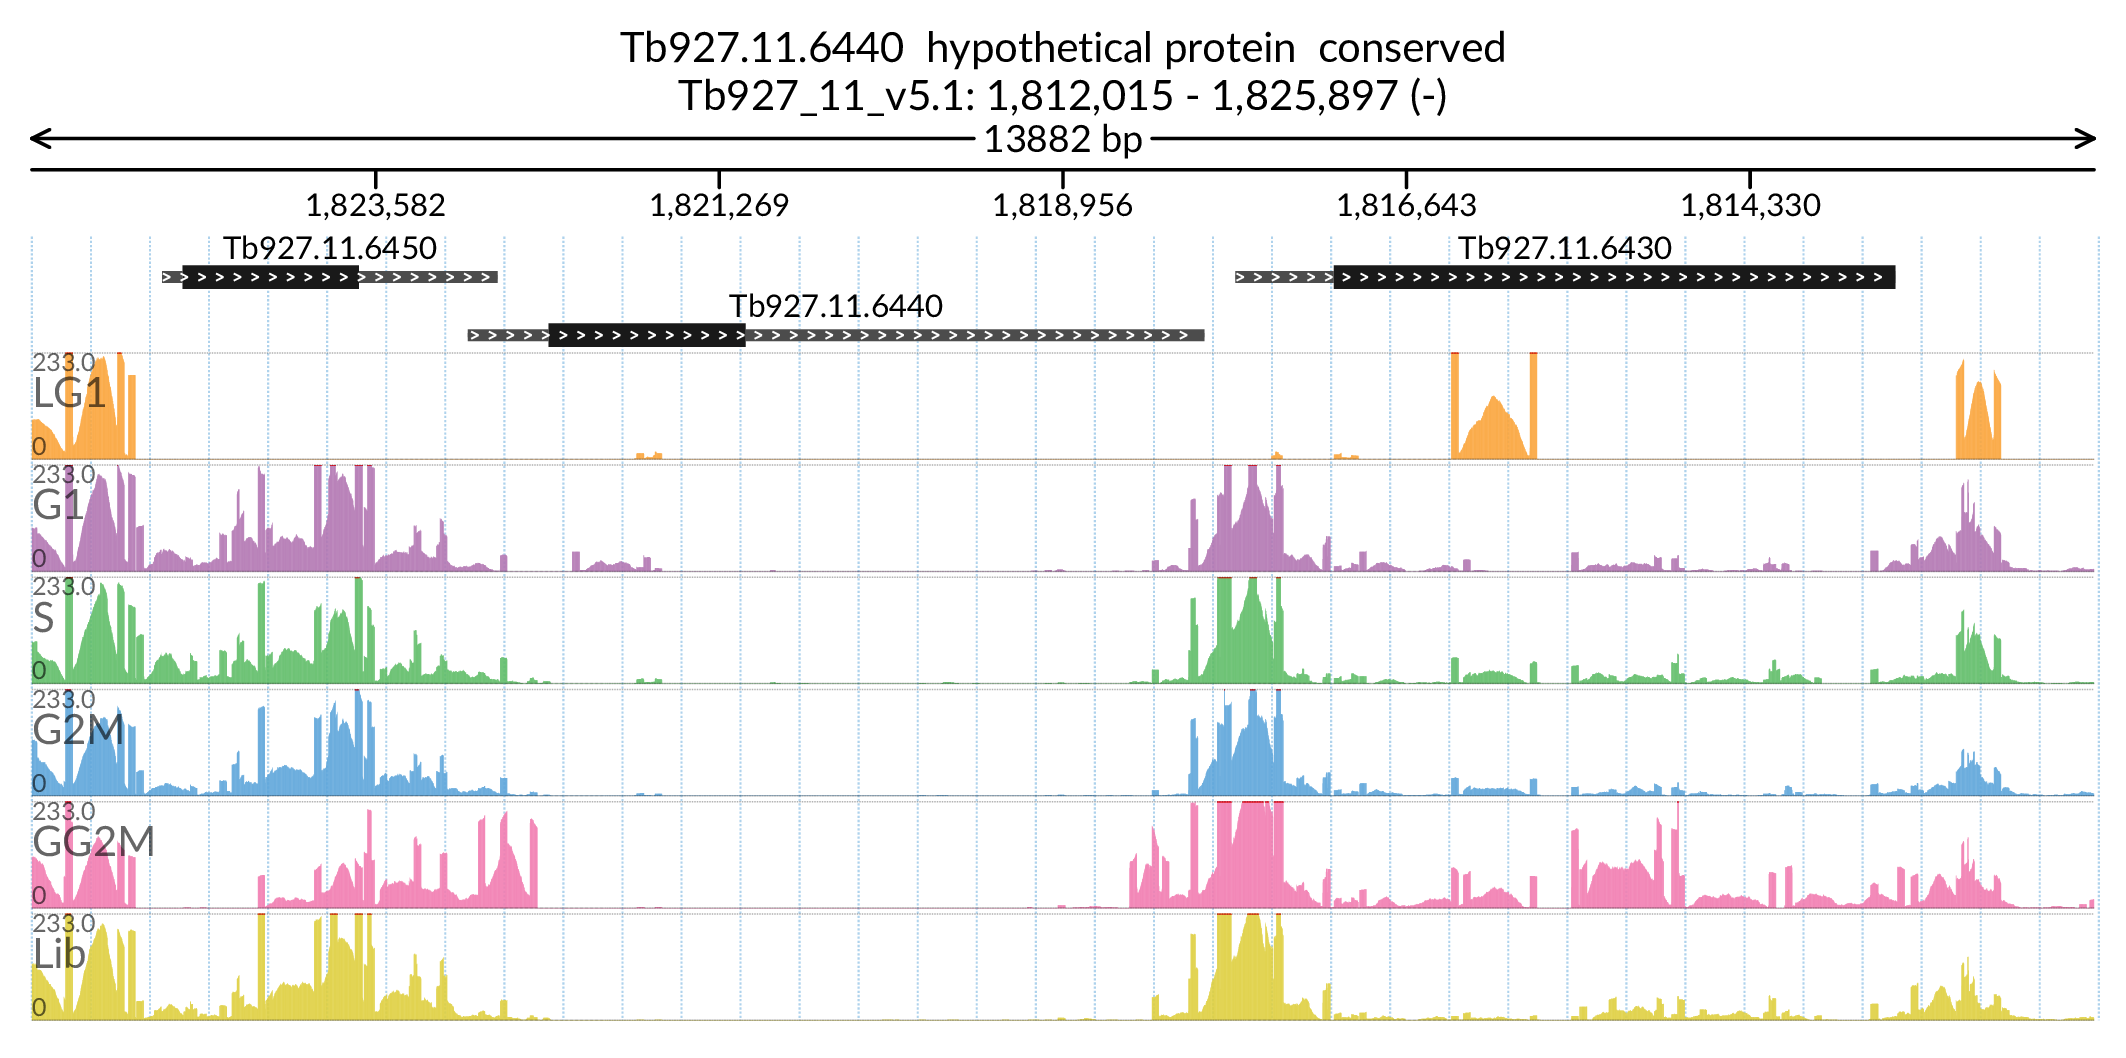 Tb927.11.6440  hypothetical protein  conserved
Tb927_11_v5.1: 1,812,015 - 1,825,897 (-)
13882 bp
1,823,582
1,821,269
1,818,956
1,816,643
1,814,330
Tb927.11.6450
Tb927.11.6430
Tb927.11.6440
233.0
LG1
0
233.0
G1
0
233.0
S
0
233.0
G2M
0
233.0
GG2M
0
233.0
Lib
0